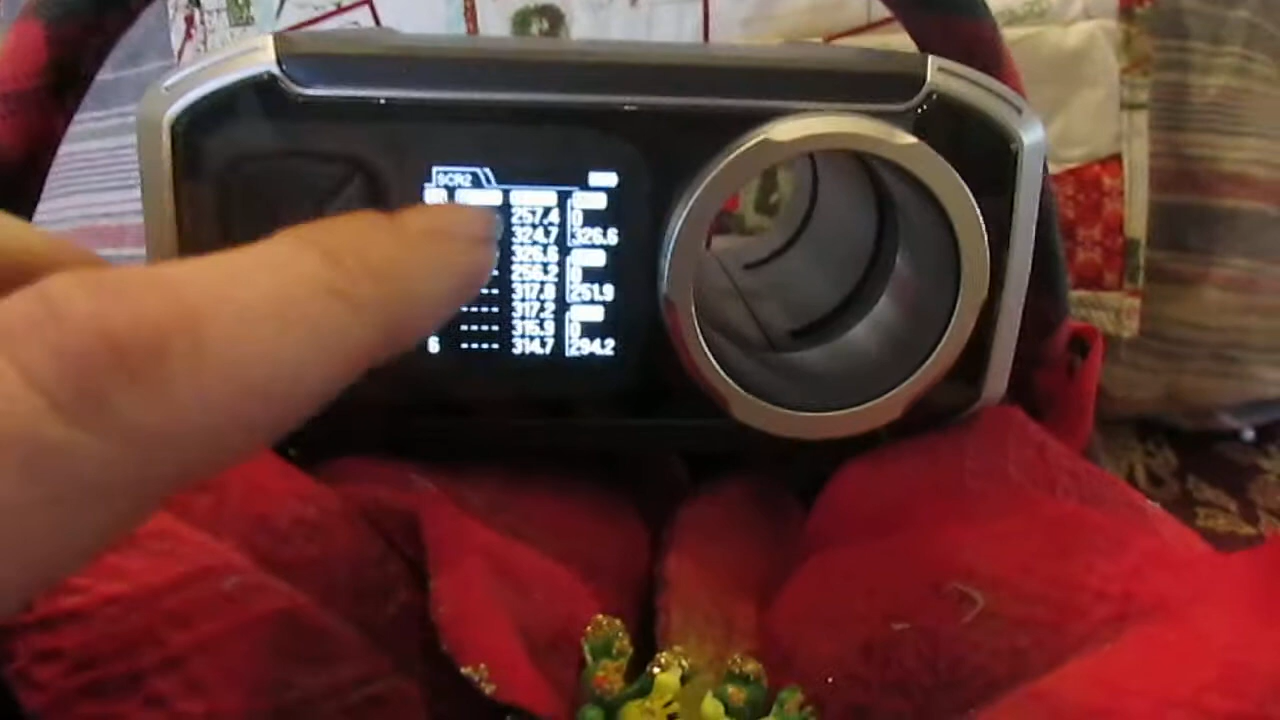 SCR2
257.4 0
324.7 326.6
326.6
256.2 0
317.8 251.9
---- 317.2
---- 315.9 0
6 ---- 314.7 294.2